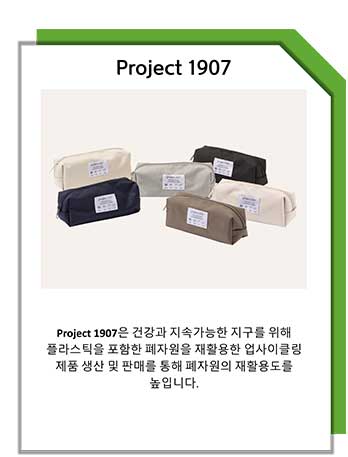 Project 1907
Project 1907은 건강과 지속가능한 지구를 위해
플라스틱을 포함한 폐자원을 재활용한 업사이클링
제품 생산 및 판매를 통해 폐자원의 재활용도를
높입니다.